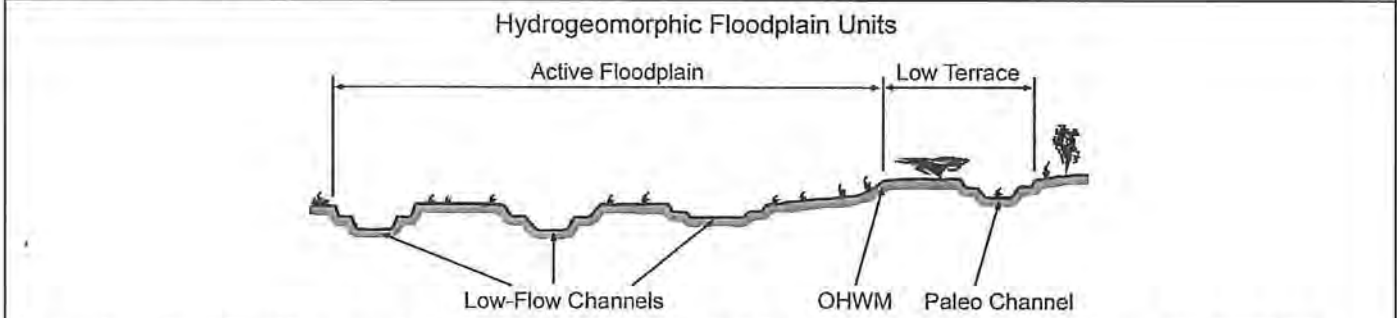 Hydrogeomorphic Floodplain Units
Active Floodplain
Low Terrace
Low-Flow Channels
OHWM
Paleo Channel